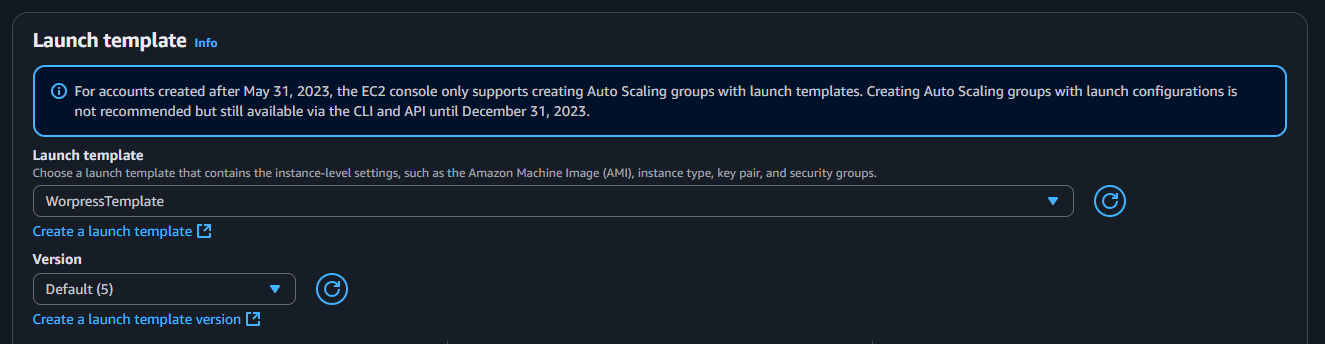 Launch template Info
For accounts created after May 31, 2023, the EC2 console only supports creating Auto Scaling groups with launch templates. Creating Auto Scaling groups with launch configurations is
not recommended but still available via the CLI and API until December 31, 2023.
Launch template
Choose a launch template that contains the instance-level settings, such as the Amazon Machine Image (AMI), instance type, key pair, and security groups.
WorpressTemplate
Create a launch template
Version
Default (5)
Create a launch template version